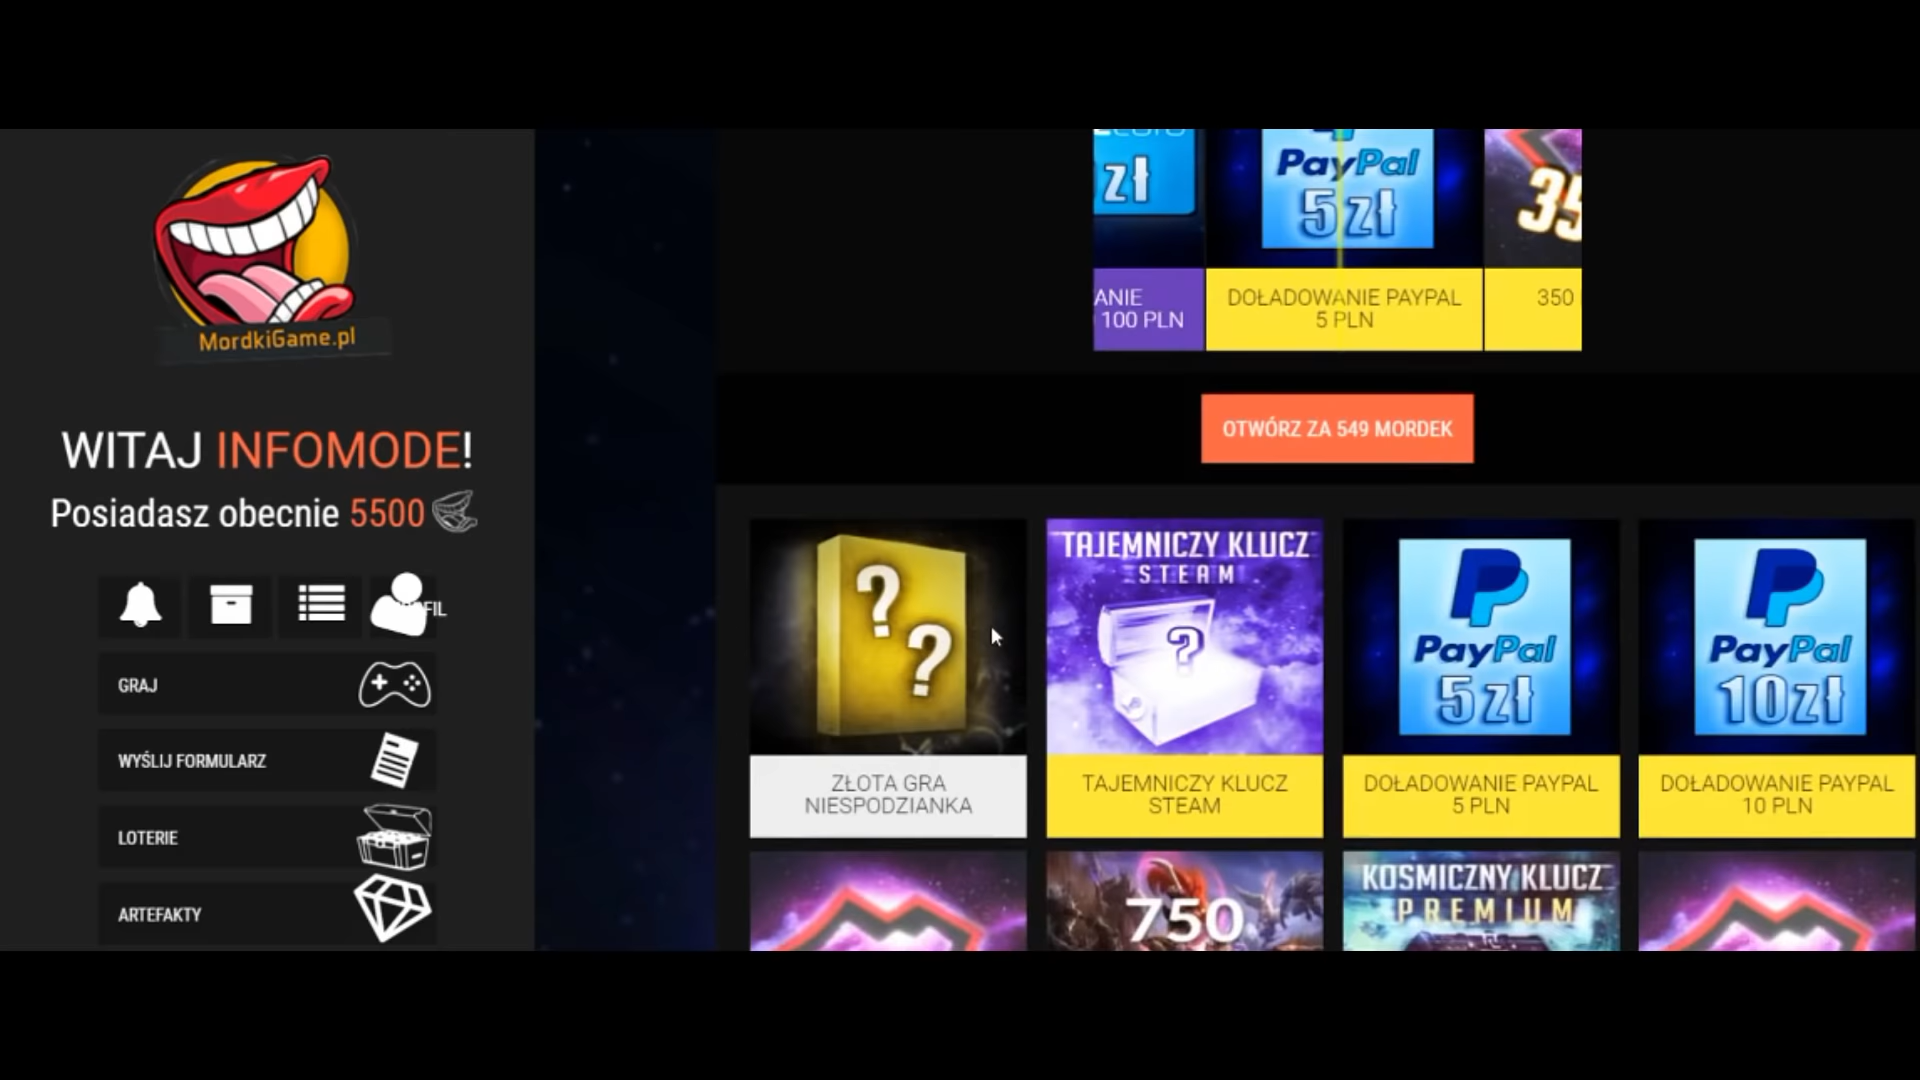 MordkiGame.pl
WITAJ INFOMODE!
Posiadasz obecnie 5500
GRAJ
WYŚLIJ FORMULARZ
LOTERIE
ARTEFAKTY
zł
PayPal
5zł
35
ANIE
100 PLN
DOŁADOWANIE PAYPAL
5 PLN
350
OTWÓRZ ZA 549 MORDEK
??
ZŁOTA GRA
NIESPODZIANKA
TAJEMNICZY KLUCZ
STEAM
?
TAJEMNICZY KLUCZ
STEAM
PayPal
5zł
DOŁADOWANIE PAYPAL
5 PLN
PayPal
10zł
DOŁADOWANIE PAYPAL
10 PLN
750
KOSMICZNY KLUCZ
PREMIUM